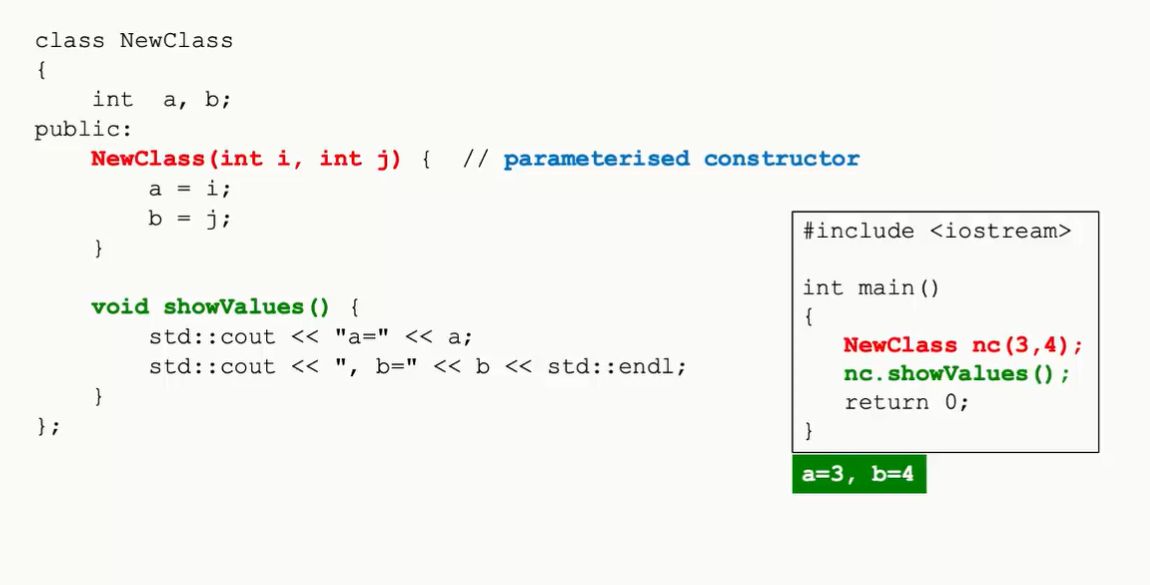 class NewClass
{
int a, b;
public:
NewClass(int i, int j) { // parameterised constructor
a = i;
b = j;
}
void showValues() {
std::cout << "a=" << a;
std::cout << ", b=" << b << std::endl;
}
};
#include <iostream>
int main()
{
NewClass nc(3,4);
nc.showValues();
return 0;
}
a=3, b=4